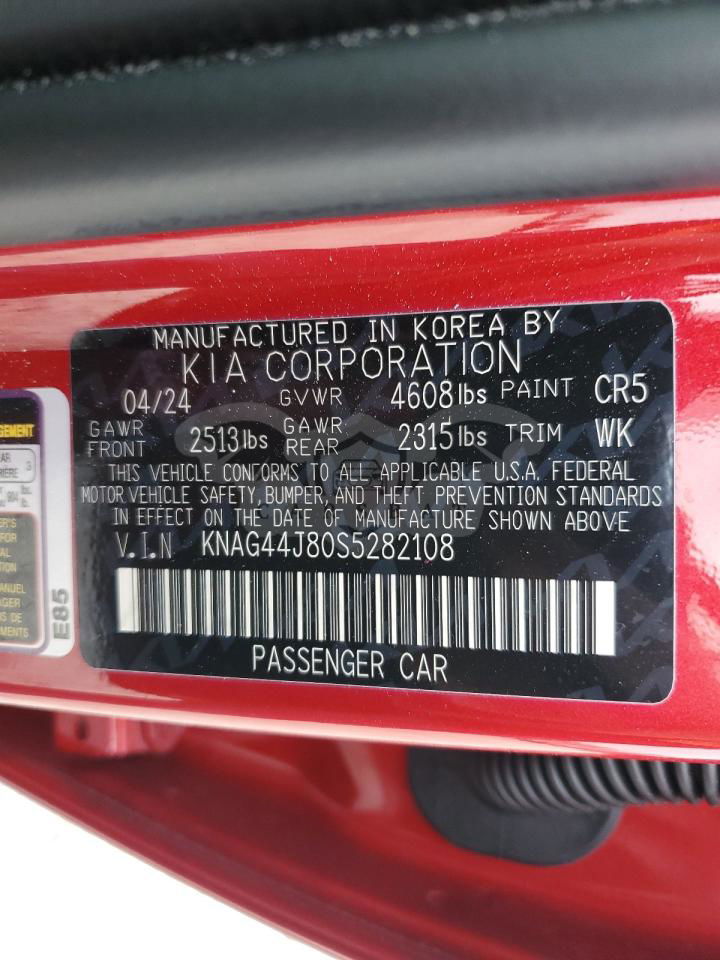 MANUFACTURED IN KOREA BY
KIA CORPORATION
04/24 GVWR 4608 lbs PAINT CR5
GAWR FRONT 2513 lbs GAWR REAR 2315 lbs TRIM WK
THIS VEHICLE CONFORMS TO ALL APPLICABLE U.S.A. FEDERAL
MOTOR VEHICLE SAFETY, BUMPER, AND THEFT PREVENTION STANDARDS
IN EFFECT ON THE DATE OF MANUFACTURE SHOWN ABOVE
V.I.N KNAG44J80S5282108
PASSENGER CAR
E85